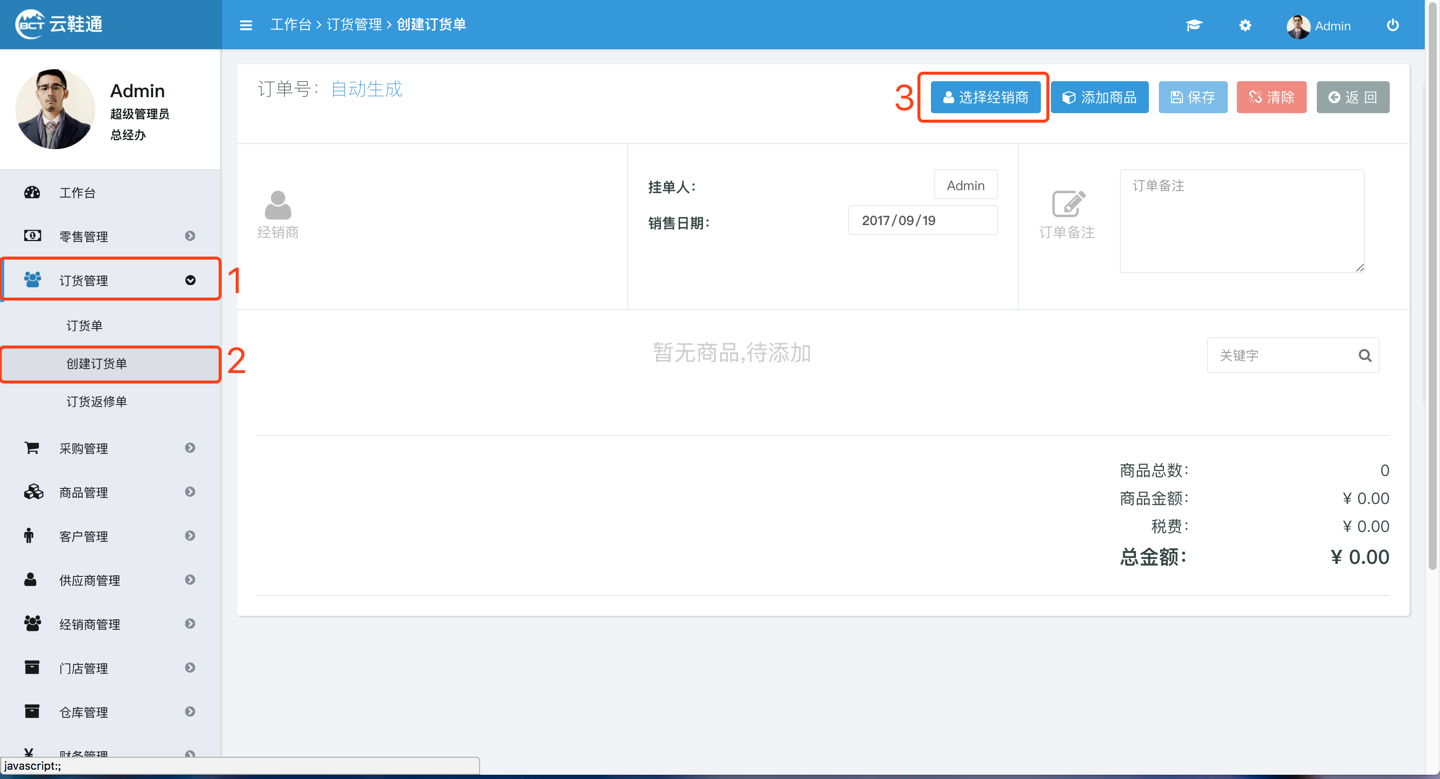 BCT 云鞋通
工作台 > 订货管理 > 创建订货单
Admin
Admin
超级管理员
总经办
订单号： 自动生成
3
选择经销商
添加商品
保存
清除
返 回
工作台
零售管理
订货管理
1
订货单
创建订货单
2
订货返修单
采购管理
商品管理
客户管理
供应商管理
经销商管理
门店管理
仓库管理
财务管理
经销商
挂单人： Admin
销售日期： 2017/09/19
订单备注
订单备注
暂无商品,待添加
关键字
商品总数： 0
商品金额： ¥ 0.00
税费： ¥ 0.00
总金额： ¥ 0.00
javascript:;